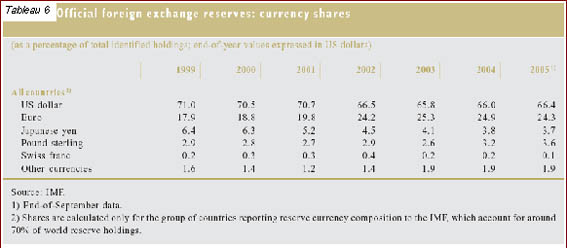 Tableau 6 Official foreign exchange reserves: currency shares
(as a percentage of total identified holdings; end-of-year values expressed in US dollars)
1999 2000 2001 2002 2003 2004 2005 1)
All countries 2)
US dollar 71.0 70.5 70.7 66.5 65.8 66.0 66.4
Euro 17.9 18.8 19.8 24.2 25.3 24.9 24.3
Japanese yen 6.4 6.3 5.2 4.5 4.1 3.8 3.7
Pound sterling 2.9 2.8 2.7 2.9 2.6 3.2 3.6
Swiss franc 0.2 0.3 0.3 0.4 0.2 0.2 0.1
Other currencies 1.6 1.4 1.2 1.4 1.9 1.9 1.9
Source: IMF.
1) End-of-September data.
2) Shares are calculated only for the group of countries reporting reserve currency composition to the IMF, which account for around
70% of world reserve holdings.